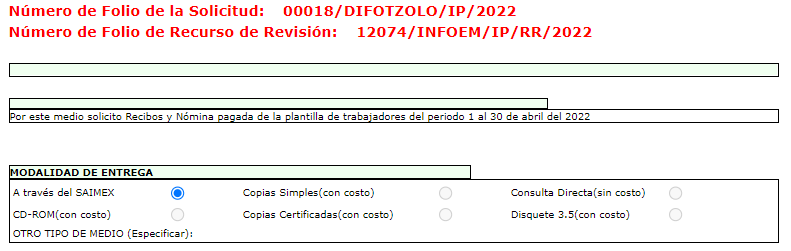 Número de Folio de la Solicitud: 00018/DIFOTZOLO/IP/2022
Número de Folio de Recurso de Revisión: 12074/INFOEM/IP/RR/2022
Por este medio solicito Recibos y Nómina pagada de la plantilla de trabajadores del periodo 1 al 30 de abril del 2022
MODALIDAD DE ENTREGA
A través del SAIMEX Copias Simples(con costo) Consulta Directa(sin costo)
CD-ROM(con costo) Copias Certificadas(con costo) Disquete 3.5(con costo)
OTRO TIPO DE MEDIO (Especificar):